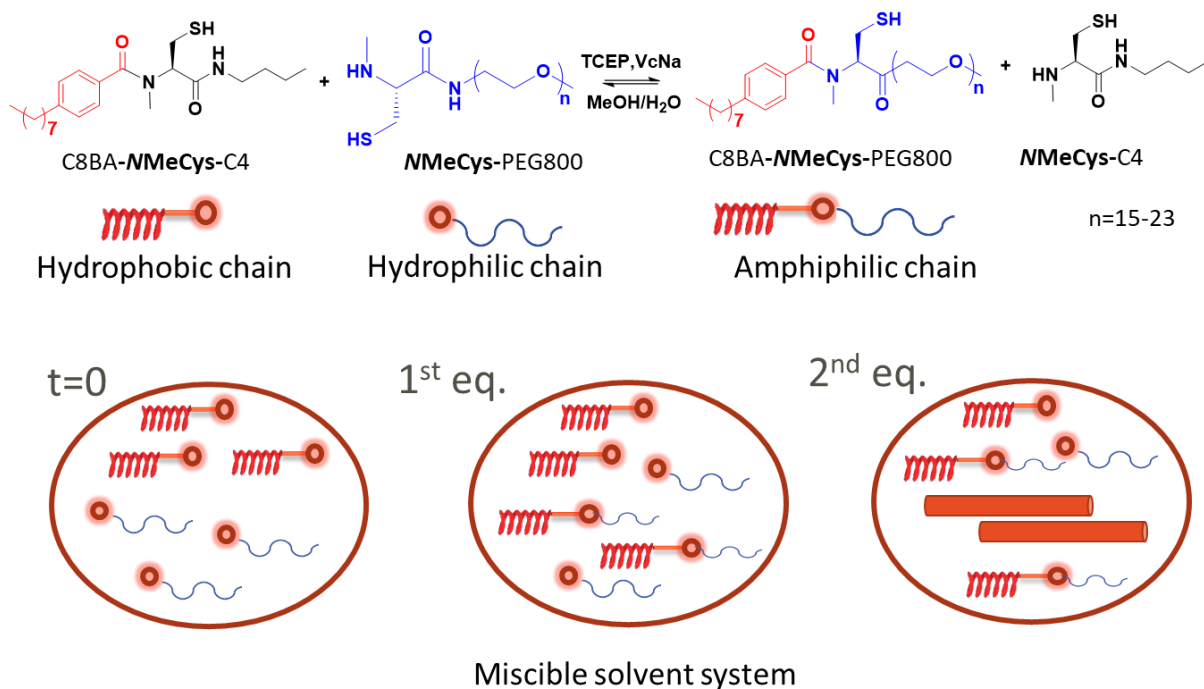 SH
O
H
N
N
O
7
C8BA-NMeCys-C4
+
O
HN
N
H
O
n
HS
NMeCys-PEG800
TCEP,VcNa
MeOH/H₂O
SH
O
N
O
O
n
7
C8BA-NMeCys-PEG800
+
SH
H
N
HN
O
NMeCys-C4
Hydrophobic chain
Hydrophilic chain
Amphiphilic chain
n=15-23
t=0
1st eq.
2nd eq.
Miscible solvent system